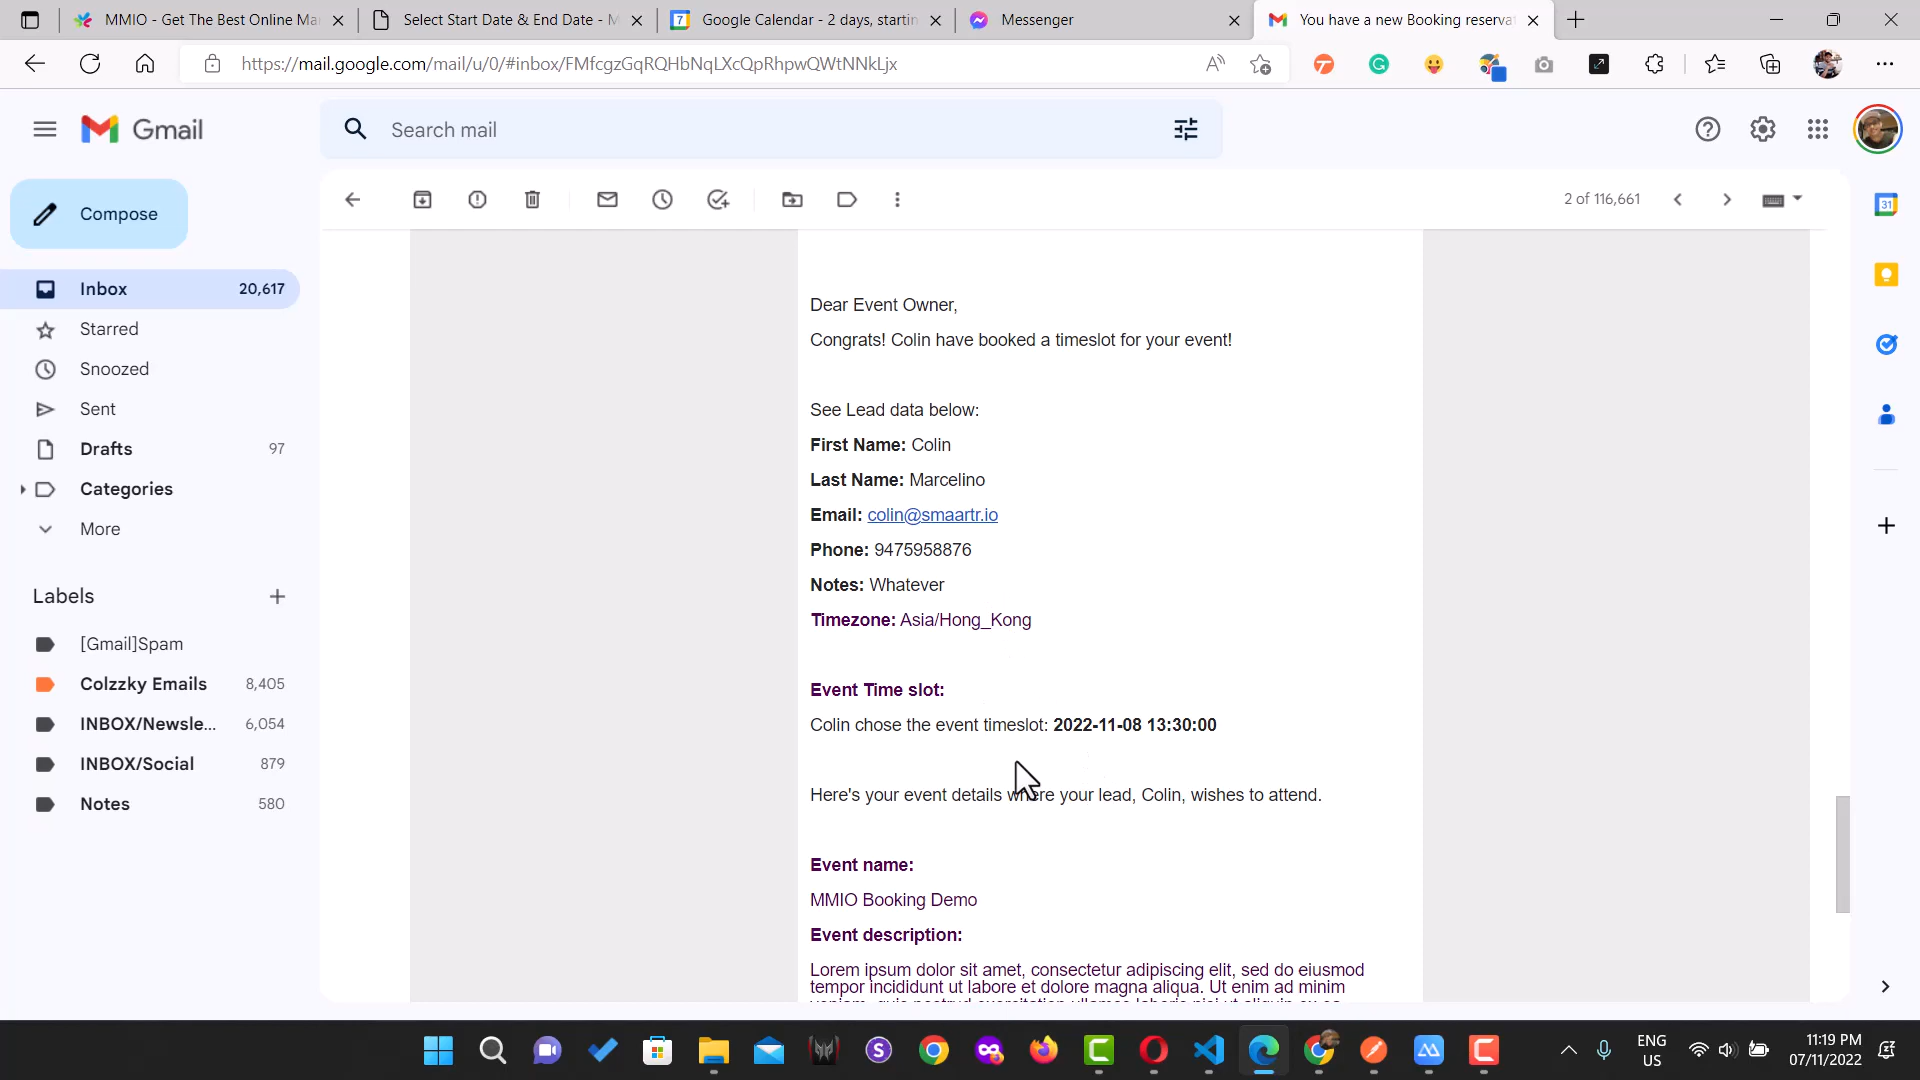 MMIO - Get The Best Online Ma
Select Start Date & End Date - M
Google Calendar - 2 days, startin
Messenger
You have a new Booking reservat
https://mail.google.com/mail/u/0/#inbox/FMfcgzGqRQHbNqLXcQpRhpwQWtNNkLjx
Gmail
Search mail
Compose
2 of 116,661
Inbox 20,617
Starred
Snoozed
Sent
Drafts 97
Categories
More
Labels
[Gmail]Spam
Colzzky Emails 8,405
INBOX/Newsle... 6,054
INBOX/Social 879
Notes 580
Dear Event Owner,
Congrats! Colin have booked a timeslot for your event!
See Lead data below:
First Name: Colin
Last Name: Marcelino
Email: colin@smaartr.io
Phone: 9475958876
Notes: Whatever
Timezone: Asia/Hong_Kong
Event Time slot:
Colin chose the event timeslot: 2022-11-08 13:30:00
Here's your event details where your lead, Colin, wishes to attend.
Event name:
MMIO Booking Demo
Event description:
Lorem ipsum dolor sit amet, consectetur adipiscing elit, sed do eiusmod
tempor incididunt ut labore et dolore magna aliqua. Ut enim ad minim
31
ENG
US
11:19 PM
07/11/2022